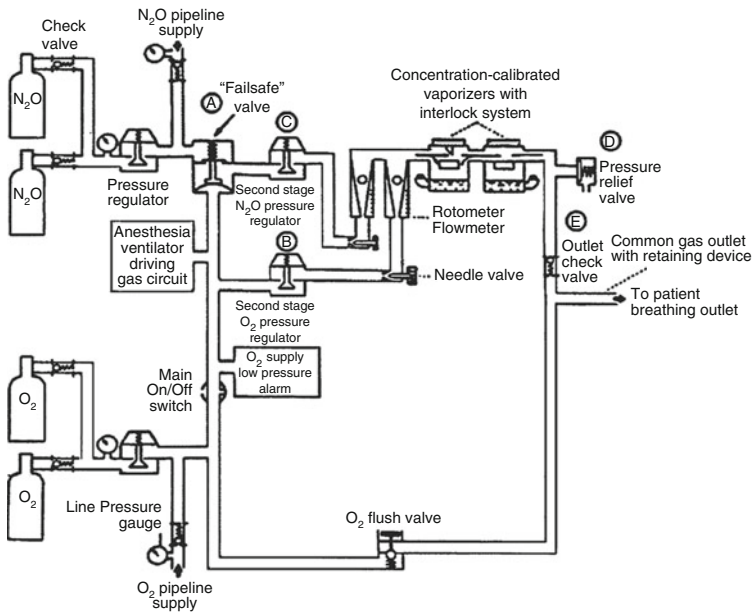 N₂O pipeline
supply
Check
valve
N₂O
N₂O
Pressure
regulator
"Failsafe"
valve
A
C
Second stage
N₂O pressure
regulator
Concentration-calibrated
vaporizers with
interlock system
D
Pressure
relief
valve
Rotometer
Flowmeter
Anesthesia
ventilator
driving
gas circuit
B
Needle valve
E
Outlet
check
valve
Common gas outlet
with retaining device
To patient
breathing outlet
Second stage
O₂ pressure
regulator
O₂ supply
low pressure
alarm
Main
On/Off
switch
O₂
O₂
Line Pressure
gauge
O₂ flush valve
O₂ pipeline
supply